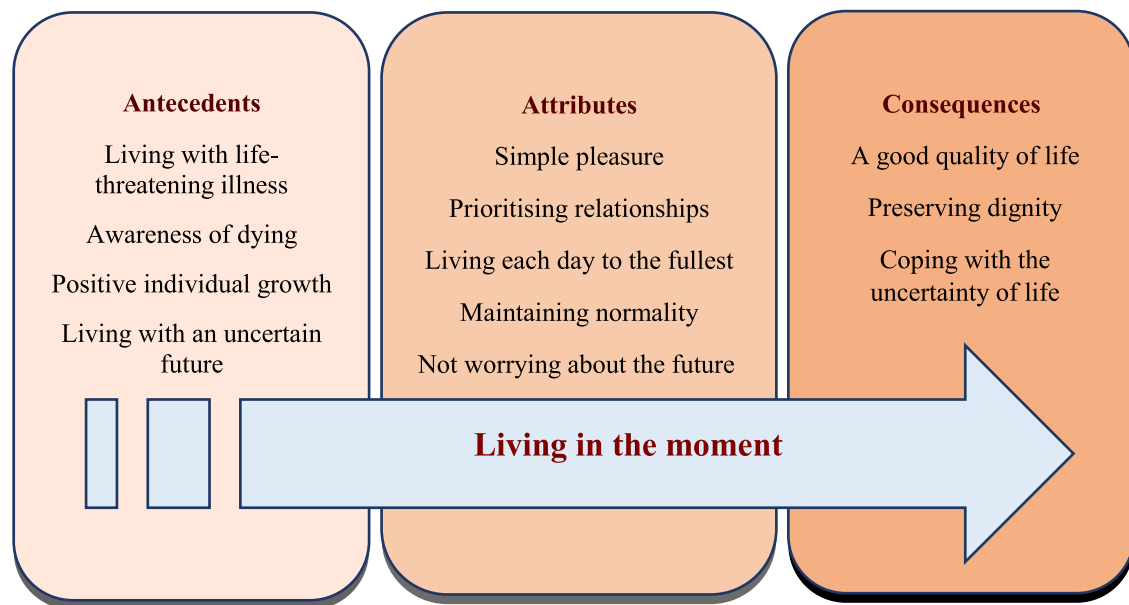 Antecedents
Living with life-
threatening illness
Awareness of dying
Positive individual growth
Living with an uncertain
future
Attributes
Simple pleasure
Prioritising relationships
Living each day to the fullest
Maintaining normality
Not worrying about the future
Consequences
A good quality of life
Preserving dignity
Coping with the
uncertainty of life
Living in the moment